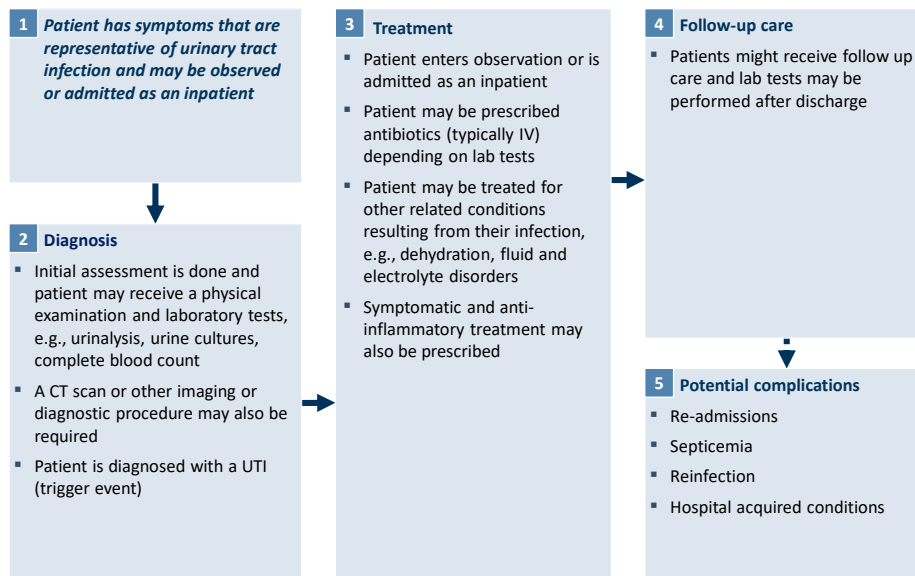 1 Patient has symptoms that are
representative of urinary tract
infection and may be observed
or admitted as an inpatient
2 Diagnosis
▪ Initial assessment is done and
patient may receive a physical
examination and laboratory tests,
e.g., urinalysis, urine cultures,
complete blood count
▪ A CT scan or other imaging or
diagnostic procedure may also be
required
▪ Patient is diagnosed with a UTI
(trigger event)
3 Treatment
▪ Patient enters observation or is
admitted as an inpatient
▪ Patient may be prescribed
antibiotics (typically IV)
depending on lab tests
▪ Patient may be treated for
other related conditions
resulting from their infection,
e.g., dehydration, fluid and
electrolyte disorders
▪ Symptomatic and anti-
inflammatory treatment may
also be prescribed
4 Follow-up care
▪ Patients might receive follow up
care and lab tests may be
performed after discharge
5 Potential complications
▪ Re-admissions
▪ Septicemia
▪ Reinfection
▪ Hospital acquired conditions